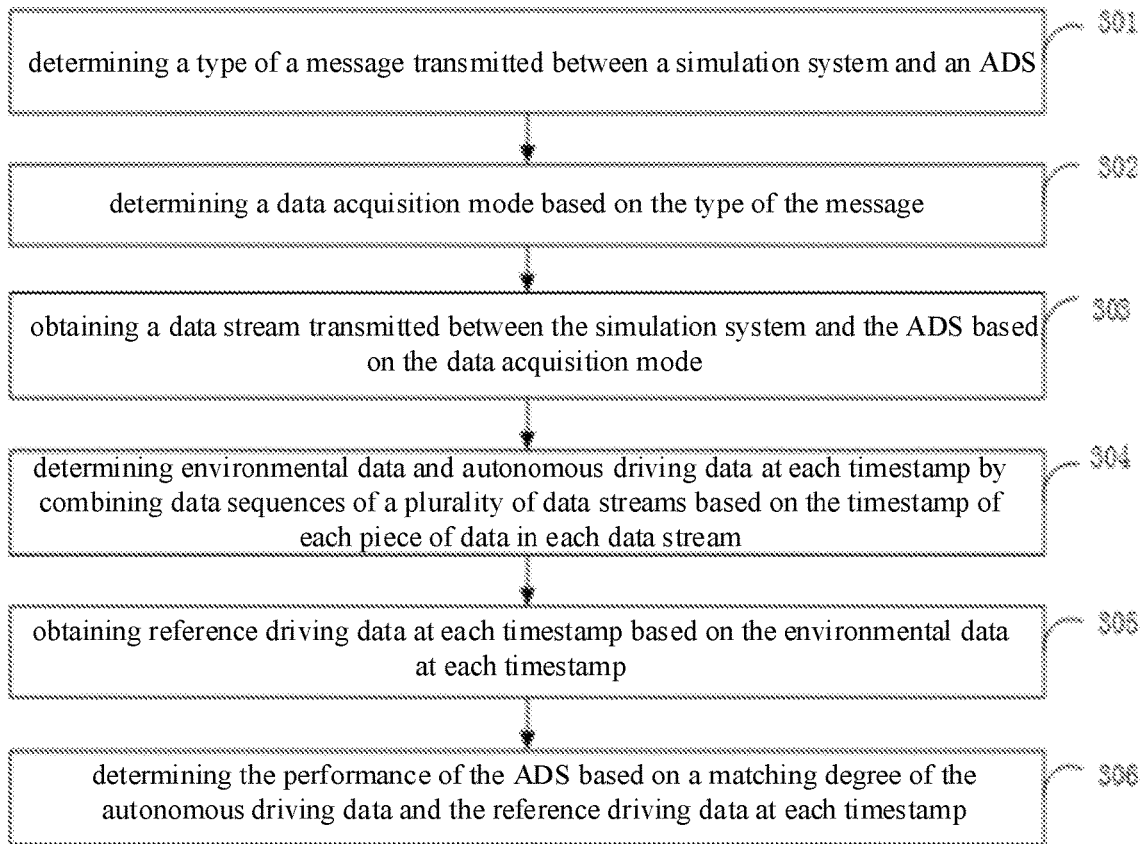 301
determining a type of a message transmitted between a simulation system and an ADS
302
determining a data acquisition mode based on the type of the message
303
obtaining a data stream transmitted between the simulation system and the ADS based
on the data acquisition mode
304
determining environmental data and autonomous driving data at each timestamp by
combining data sequences of a plurality of data streams based on the timestamp of
each piece of data in each data stream
305
obtaining reference driving data at each timestamp based on the environmental data
at each timestamp
306
determining the performance of the ADS based on a matching degree of the
autonomous driving data and the reference driving data at each timestamp